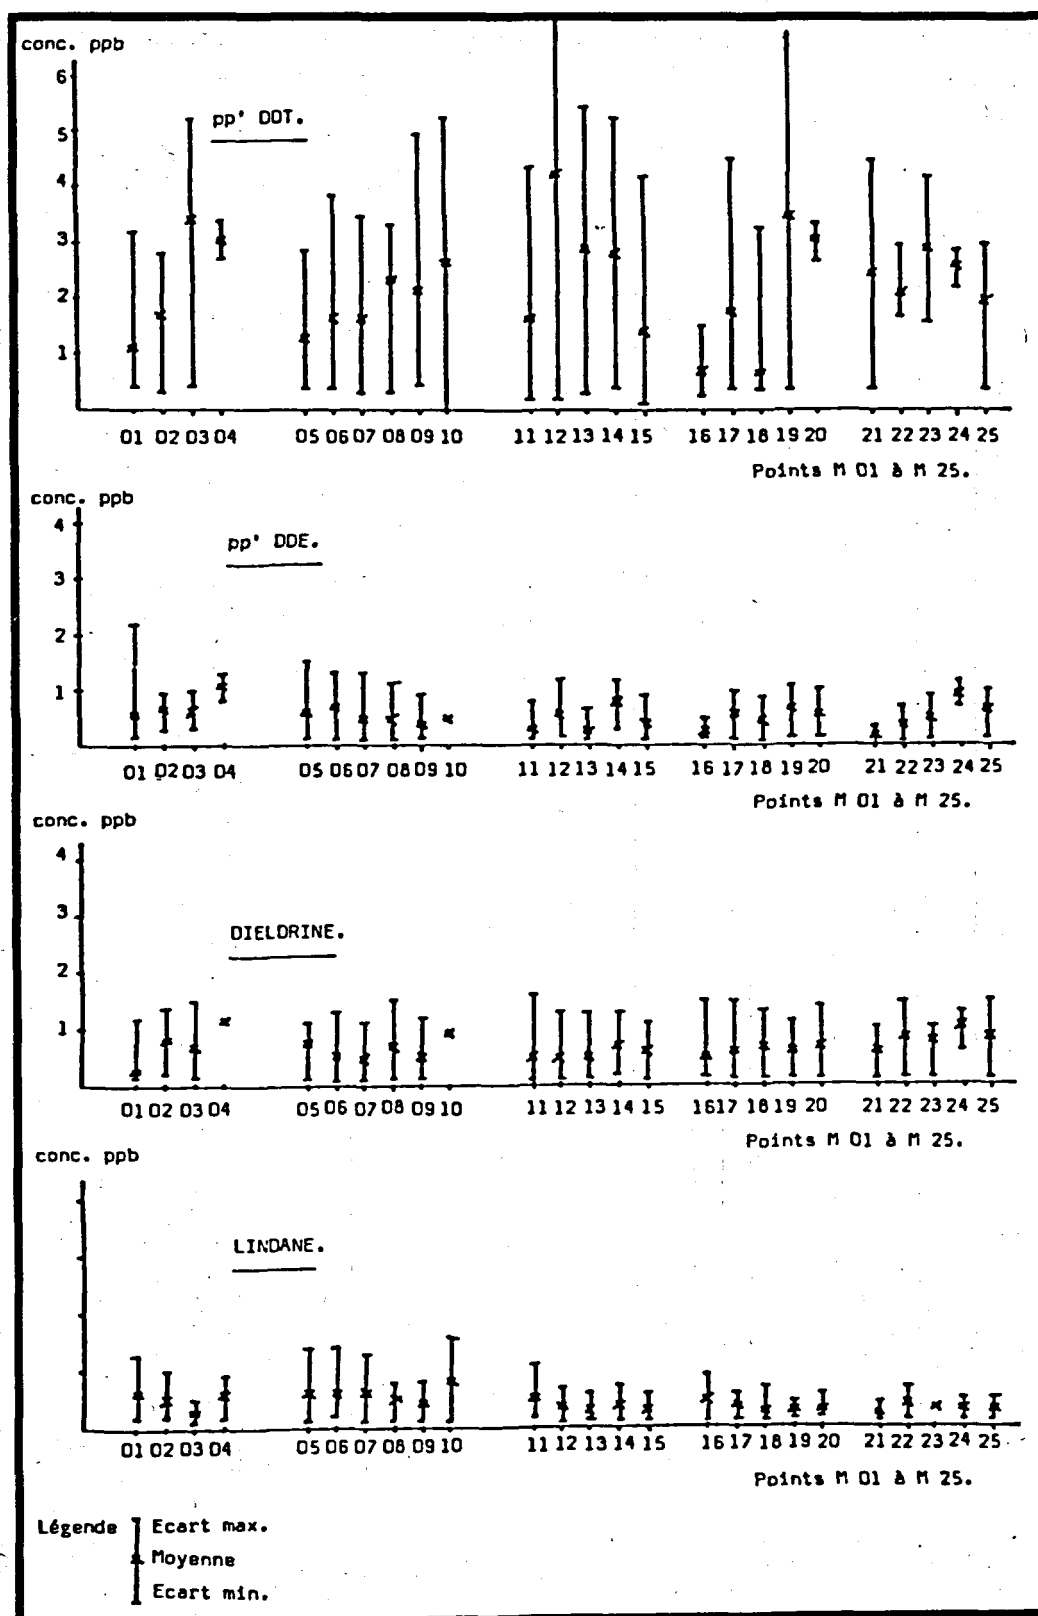 conc. ppb
6
pp' DDT.
5
4
3
2
1
01 02 03 04 05 06 07 08 09 10 11 12 13 14 15 16 17 18 19 20 21 22 23 24 25
Points M 01 à M 25.
conc. ppb
4
pp' DDE.
3
2
1
01 02 03 04 05 06 07 08 09 10 11 12 13 14 15 16 17 18 19 20 21 22 23 24 25
Points M 01 à M 25.
conc. ppb
4
3
DIELDRINE.
2
1
01 02 03 04 05 06 07 08 09 10 11 12 13 14 15 16 17 18 19 20 21 22 23 24 25
Points M 01 à M 25.
conc. ppb
LINDANE.
01 02 03 04 05 06 07 08 09 10 11 12 13 14 15 16 17 18 19 20 21 22 23 24 25
Points M 01 à M 25.
Légende Ecart max.
Moyenne
Ecart min.